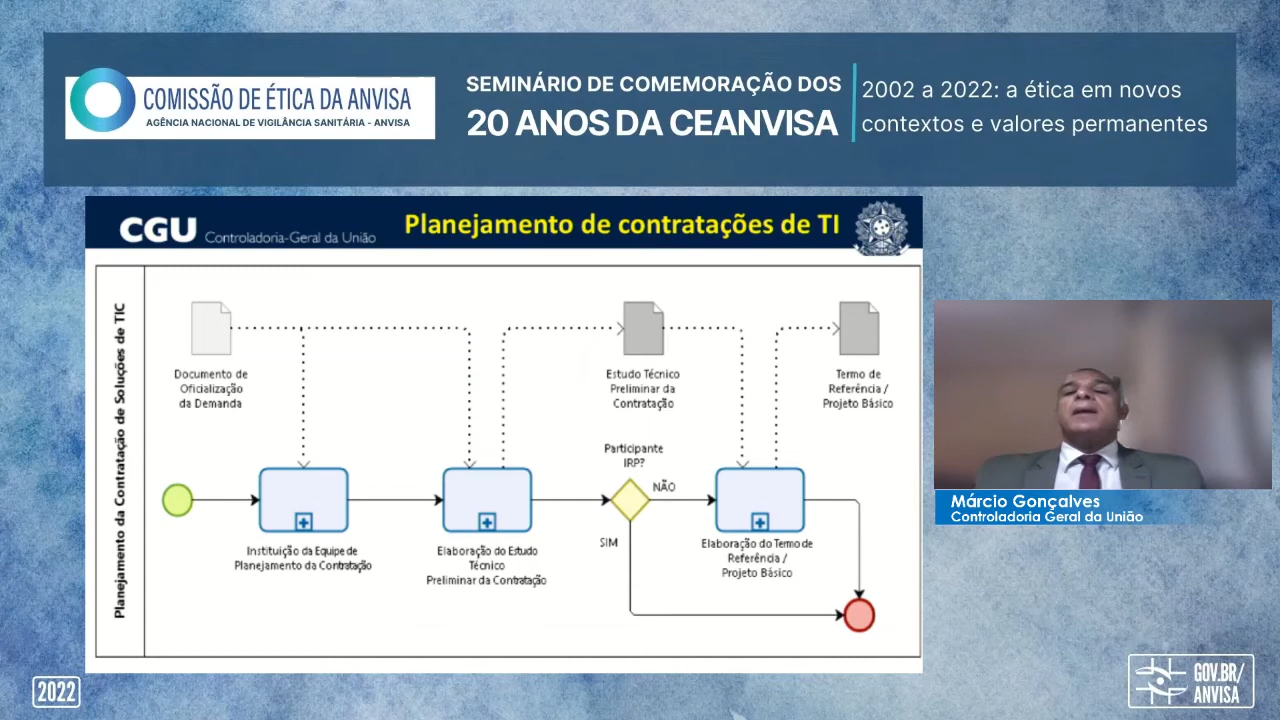 COMISSÃO DE ÉTICA DA ANVISA
AGÊNCIA NACIONAL DE VIGILÂNCIA SANITÁRIA - ANVISA
SEMINÁRIO DE COMEMORAÇÃO DOS
20 ANOS DA CEANVISA
2002 a 2022: a ética em novos
contextos e valores permanentes
CGU Controladoria-Geral da União
Planejamento de contratações de TI
Planejamento da Contratação de Soluções de TIC
Documento de
Oficialização
da Demanda
Estudo Técnico
Preliminar da
Contratação
Termo de
Referência /
Projeto Básico
Participante
IRP?
NÃO
SIM
Instituição da Equipe de
Planejamento da Contratação
Elaboração do Estudo
Técnico
Preliminar da Contratação
Elaboração do Termo de
Referência /
Projeto Básico
Márcio Gonçalves
Controladoria Geral da União
2022
GOV.BR/
ANVISA